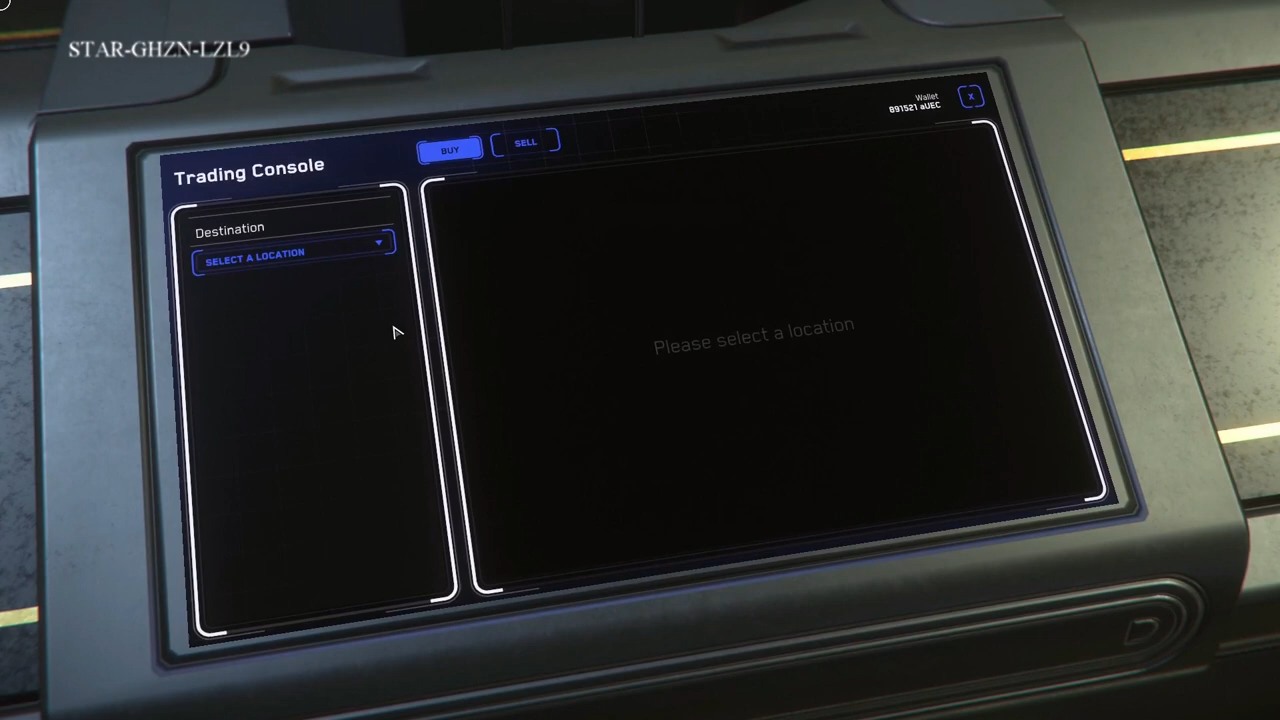 STAR-GHZN-LZL9
Wallet
891521 aUEC
X
BUY
SELL
Trading Console
Destination
SELECT A LOCATION
Please select a location